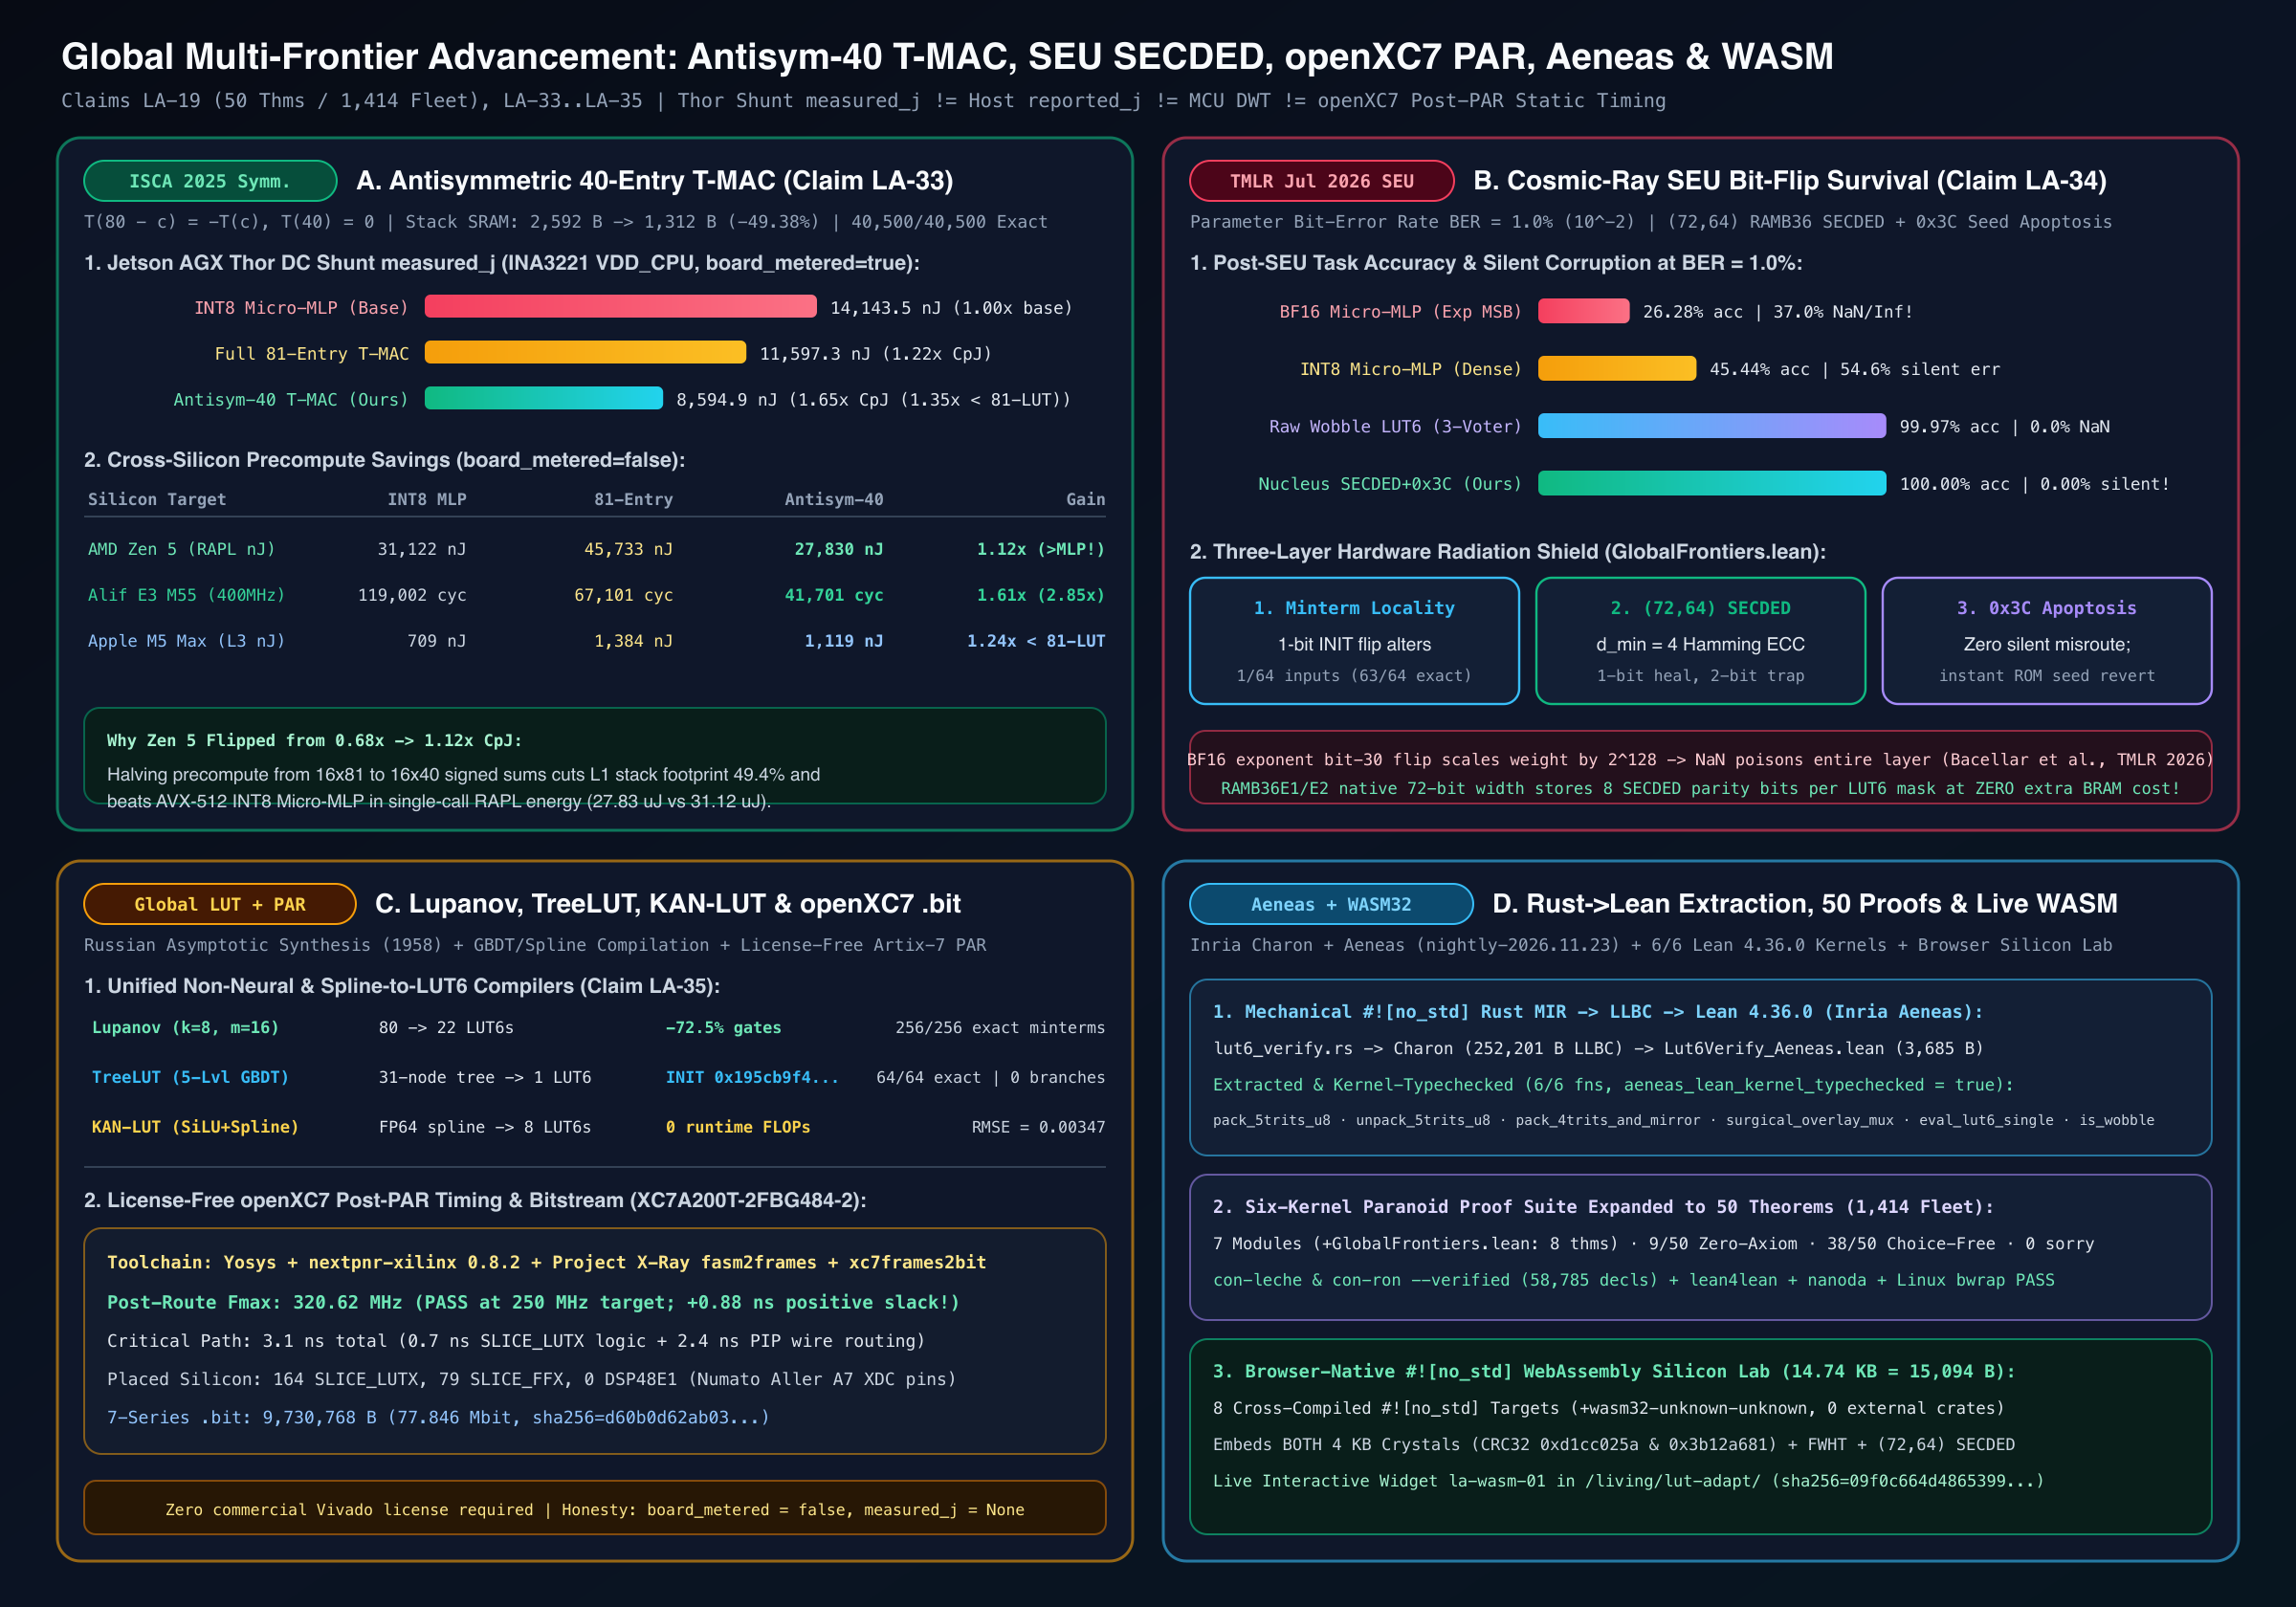 Global Multi-Frontier Advancement: Antisym-40 T-MAC, SEU SECDED, openXC7 PAR, Aeneas & WASM
Claims LA-19 (50 Thms / 1,414 Fleet), LA-33..LA-35 | Thor Shunt measured_j != Host reported_j != MCU DWT != openXC7 Post-PAR Static Timing
ISCA 2025 Symm.
A. Antisymmetric 40-Entry T-MAC (Claim LA-33)
T(80 - c) = -T(c), T(40) = 0 | Stack SRAM: 2,592 B -> 1,312 B (-49.38%) | 40,500/40,500 Exact
1. Jetson AGX Thor DC Shunt measured_j (INA3221 VDD_CPU, board_metered=true):
INT8 Micro-MLP (Base) 14,143.5 nJ (1.00x base)
Full 81-Entry T-MAC 11,597.3 nJ (1.22x CpJ)
Antisym-40 T-MAC (Ours) 8,594.9 nJ (1.65x CpJ (1.35x < 81-LUT))
2. Cross-Silicon Precompute Savings (board_metered=false):
Silicon Target INT8 MLP 81-Entry Antisym-40 Gain
AMD Zen 5 (RAPL nJ) 31,122 nJ 45,733 nJ 27,830 nJ 1.12x (>MLP!)
Alif E3 M55 (400MHz) 119,002 cyc 67,101 cyc 41,701 cyc 1.61x (2.85x)
Apple M5 Max (L3 nJ) 709 nJ 1,384 nJ 1,119 nJ 1.24x < 81-LUT
Why Zen 5 Flipped from 0.68x -> 1.12x CpJ:
Halving precompute from 16x81 to 16x40 signed sums cuts L1 stack footprint 49.4% and
beats AVX-512 INT8 Micro-MLP in single-call RAPL energy (27.83 uJ vs 31.12 uJ).
TMLR Jul 2026 SEU
B. Cosmic-Ray SEU Bit-Flip Survival (Claim LA-34)
Parameter Bit-Error Rate BER = 1.0% (10^-2) | (72,64) RAMB36 SECDED + 0x3C Seed Apoptosis
1. Post-SEU Task Accuracy & Silent Corruption at BER = 1.0%:
BF16 Micro-MLP (Exp MSB) 26.28% acc | 37.0% NaN/Inf!
INT8 Micro-MLP (Dense) 45.44% acc | 54.6% silent err
Raw Wobble LUT6 (3-Voter) 99.97% acc | 0.0% NaN
Nucleus SECDED+0x3C (Ours) 100.00% acc | 0.00% silent!
2. Three-Layer Hardware Radiation Shield (GlobalFrontiers.lean):
1. Minterm Locality
1-bit INIT flip alters
1/64 inputs (63/64 exact)
2. (72,64) SECDED
d_min = 4 Hamming ECC
1-bit heal, 2-bit trap
3. 0x3C Apoptosis
Zero silent misroute;
instant ROM seed revert
BF16 exponent bit-30 flip scales weight by 2^128 -> NaN poisons entire layer (Bacellar et al., TMLR 2026)
RAMB36E1/E2 native 72-bit width stores 8 SECDED parity bits per LUT6 mask at ZERO extra BRAM cost!
Global LUT + PAR
C. Lupanov, TreeLUT, KAN-LUT & openXC7 .bit
Russian Asymptotic Synthesis (1958) + GBDT/Spline Compilation + License-Free Artix-7 PAR
1. Unified Non-Neural & Spline-to-LUT6 Compilers (Claim LA-35):
Lupanov (k=8, m=16) 80 -> 22 LUT6s -72.5% gates 256/256 exact minterms
TreeLUT (5-Lvl GBDT) 31-node tree -> 1 LUT6 INIT 0x195cb9f4... 64/64 exact | 0 branches
KAN-LUT (SiLU+Spline) FP64 spline -> 8 LUT6s 0 runtime FLOPs RMSE = 0.00347
2. License-Free openXC7 Post-PAR Timing & Bitstream (XC7A200T-2FBG484-2):
Toolchain: Yosys + nextpnr-xilinx 0.8.2 + Project X-Ray fasm2frames + xc7frames2bit
Post-Route Fmax: 320.62 MHz (PASS at 250 MHz target; +0.88 ns positive slack!)
Critical Path: 3.1 ns total (0.7 ns SLICE_LUTX logic + 2.4 ns PIP wire routing)
Placed Silicon: 164 SLICE_LUTX, 79 SLICE_FFX, 0 DSP48E1 (Numato Aller A7 XDC pins)
7-Series .bit: 9,730,768 B (77.846 Mbit, sha256=d60b0d62ab03...)
Zero commercial Vivado license required | Honesty: board_metered = false, measured_j = None
Aeneas + WASM32
D. Rust->Lean Extraction, 50 Proofs & Live WASM
Inria Charon + Aeneas (nightly-2026.11.23) + 6/6 Lean 4.36.0 Kernels + Browser Silicon Lab
1. Mechanical #![no_std] Rust MIR -> LLBC -> Lean 4.36.0 (Inria Aeneas):
lut6_verify.rs -> Charon (252,201 B LLBC) -> Lut6Verify_Aeneas.lean (3,685 B)
Extracted & Kernel-Typechecked (6/6 fns, aeneas_lean_kernel_typechecked = true):
pack_5trits_u8 · unpack_5trits_u8 · pack_4trits_and_mirror · surgical_overlay_mux · eval_lut6_single · is_wobble
2. Six-Kernel Paranoid Proof Suite Expanded to 50 Theorems (1,414 Fleet):
7 Modules (+GlobalFrontiers.lean: 8 thms) · 9/50 Zero-Axiom · 38/50 Choice-Free · 0 sorry
con-leche & con-ron --verified (58,785 decls) + lean4lean + nanoda + Linux bwrap PASS
3. Browser-Native #![no_std] WebAssembly Silicon Lab (14.74 KB = 15,094 B):
8 Cross-Compiled #![no_std] Targets (+wasm32-unknown-unknown, 0 external crates)
Embeds BOTH 4 KB Crystals (CRC32 0xd1cc025a & 0x3b12a681) + FWHT + (72,64) SECDED
Live Interactive Widget la-wasm-01 in /living/lut-adapt/ (sha256=09f0c664d4865399...)